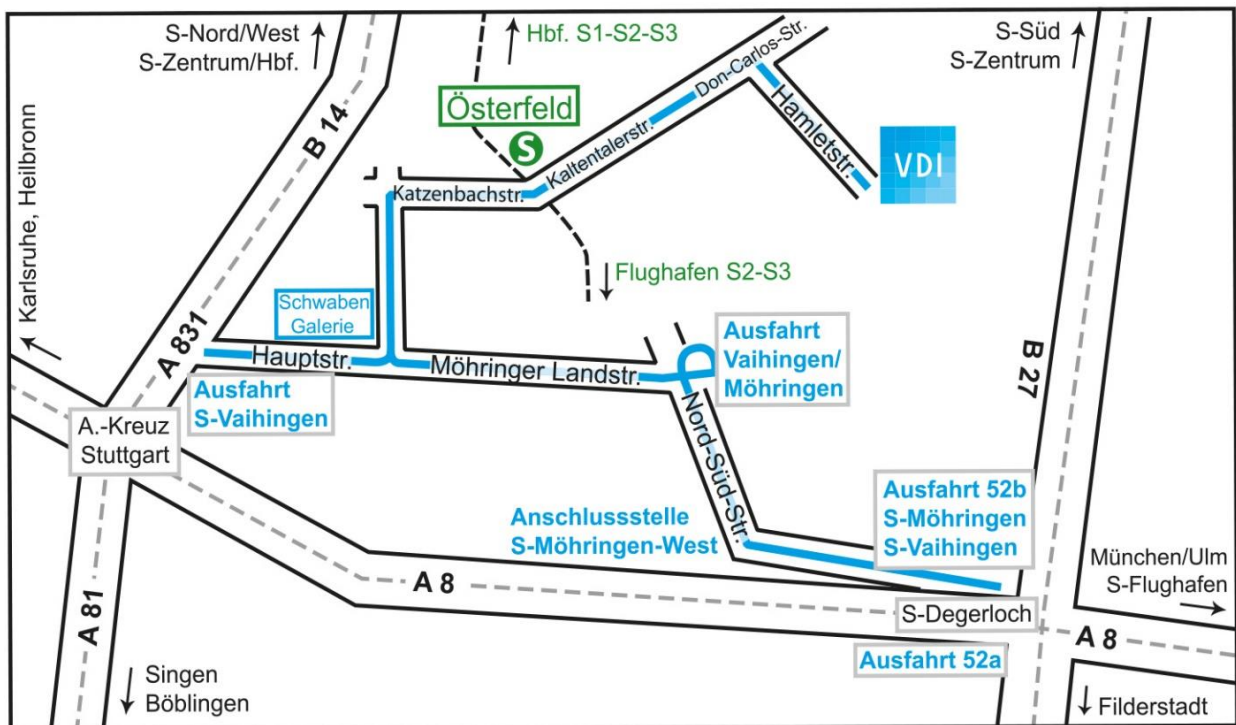 S-Nord/West
S-Zentrum/Hbf.
Hbf. S1-S2-S3
S-Süd
S-Zentrum
Karlsruhe, Heilbronn
B 14
Österfeld
S
Don-Carlos-Str.
Kaltentalerstr.
Hamletstr.
VDI
Katzenbachstr.
Flughafen S2-S3
Schwaben
Galerie
A 831
Hauptstr.
Möhringer Landstr.
Ausfahrt
Vaihingen/
Möhringen
B 27
Ausfahrt
S-Vaihingen
A.-Kreuz
Stuttgart
Nord-Süd-Str.
Anschlussstelle
S-Möhringen-West
Ausfahrt 52b
S-Möhringen
S-Vaihingen
München/Ulm
S-Flughafen
A 81
A 8
S-Degerloch
A 8
Ausfahrt 52a
Singen
Böblingen
Filderstadt